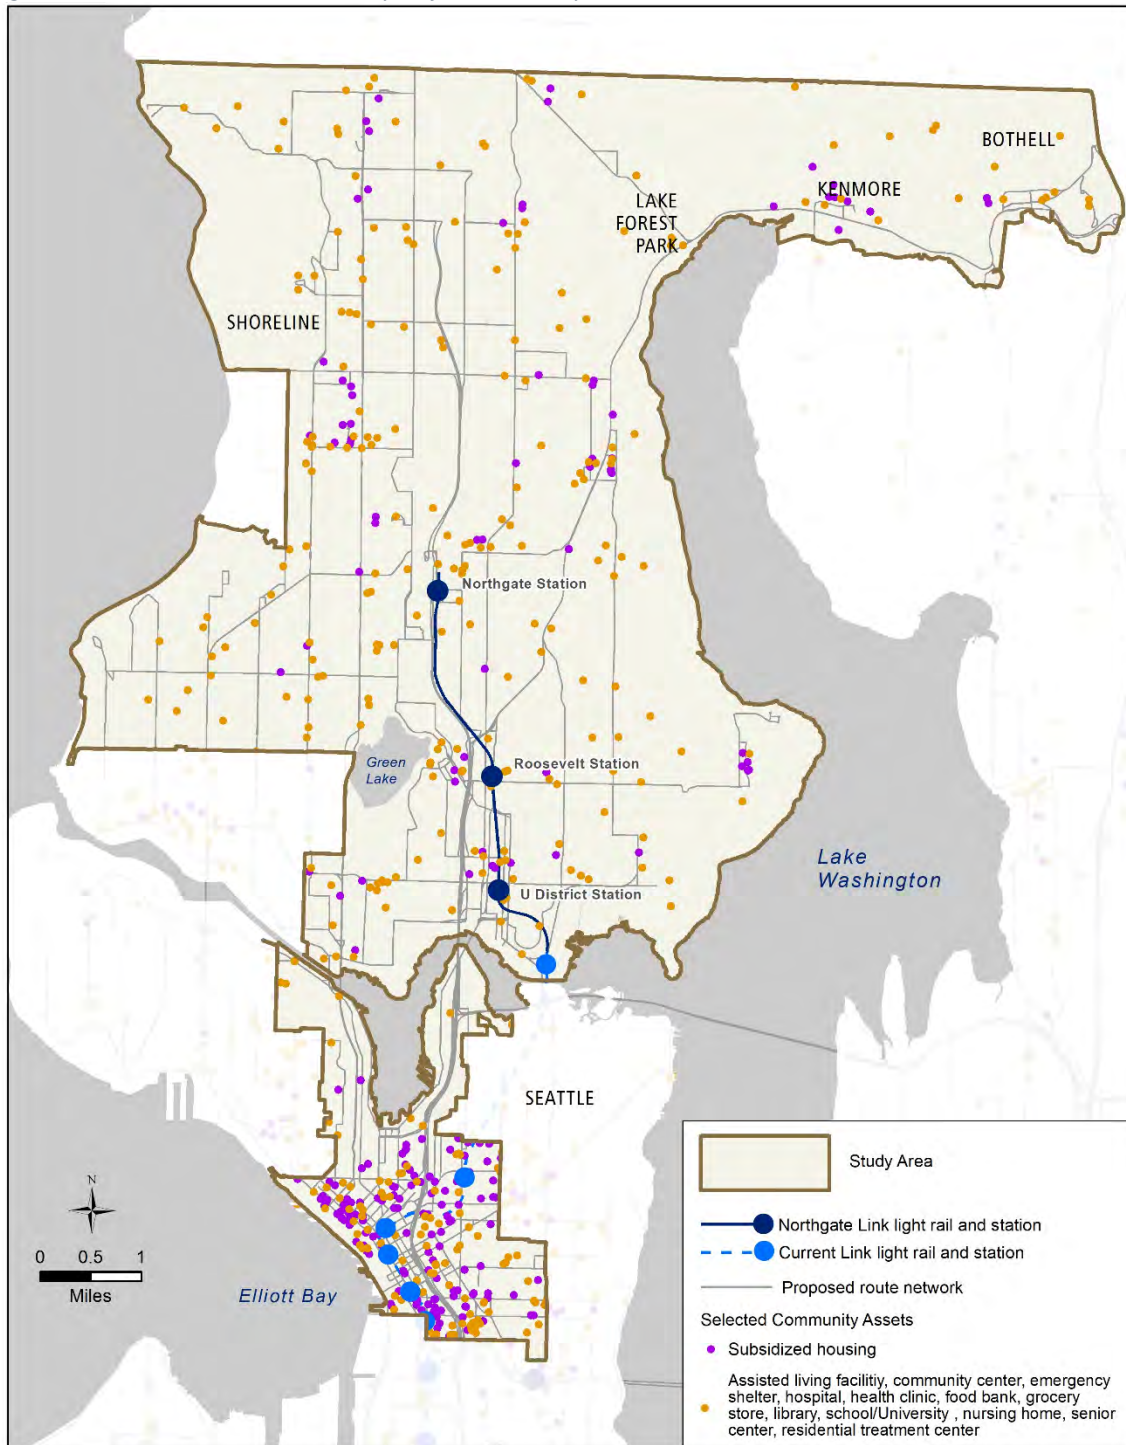 BOTHELL
KENMORE
LAKE
FOREST
PARK
SHORELINE
Northgate Station
Green
Lake
Roosevelt Station
Lake
Washington
U District Station
SEATTLE
N
0 0.5 1
Miles
Elliott Bay
Study Area
Northgate Link light rail and station
Current Link light rail and station
Proposed route network
Selected Community Assets
Subsidized housing
Assisted living facilitiy, community center, emergency
shelter, hospital, health clinic, food bank, grocery
store, library, school/University , nursing home, senior
center, residential treatment center